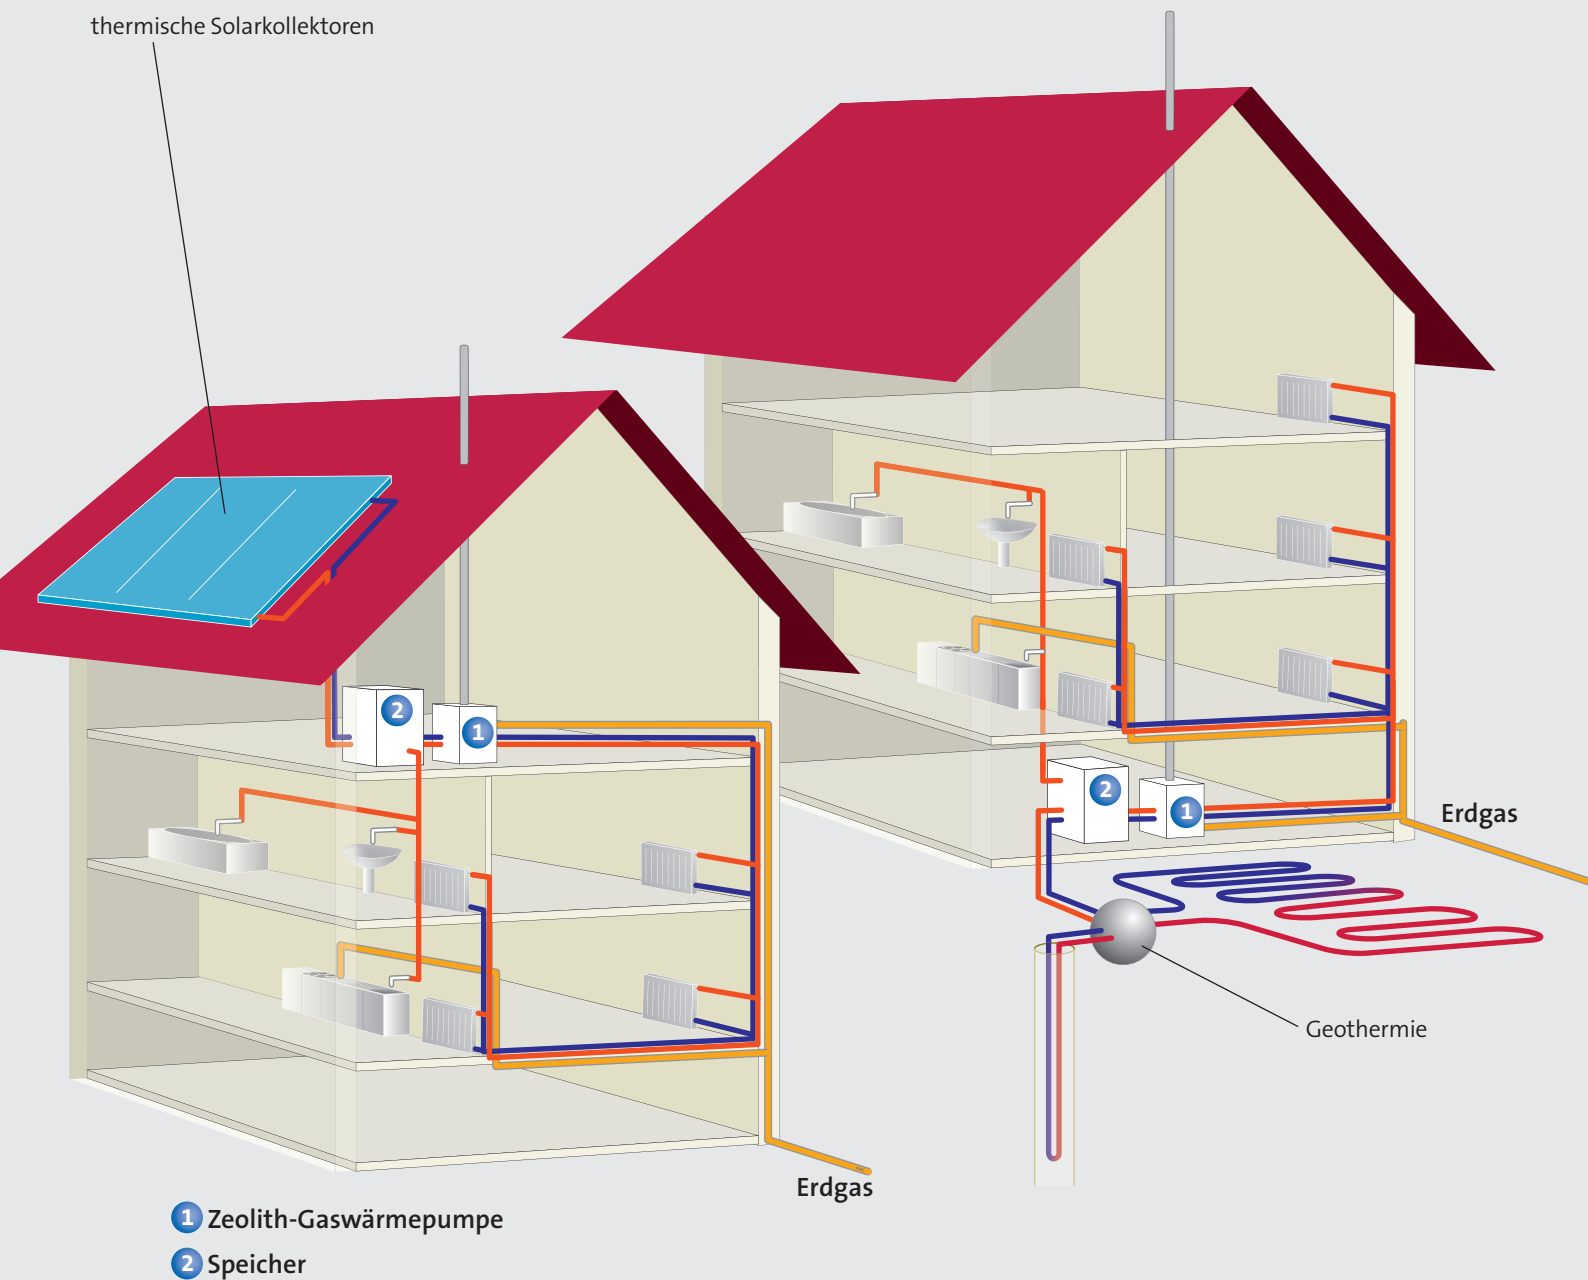 thermische Solarkollektoren
2
1
2
1
Erdgas
Geothermie
Erdgas
1 Zeolith-Gaswärmepumpe
2 Speicher